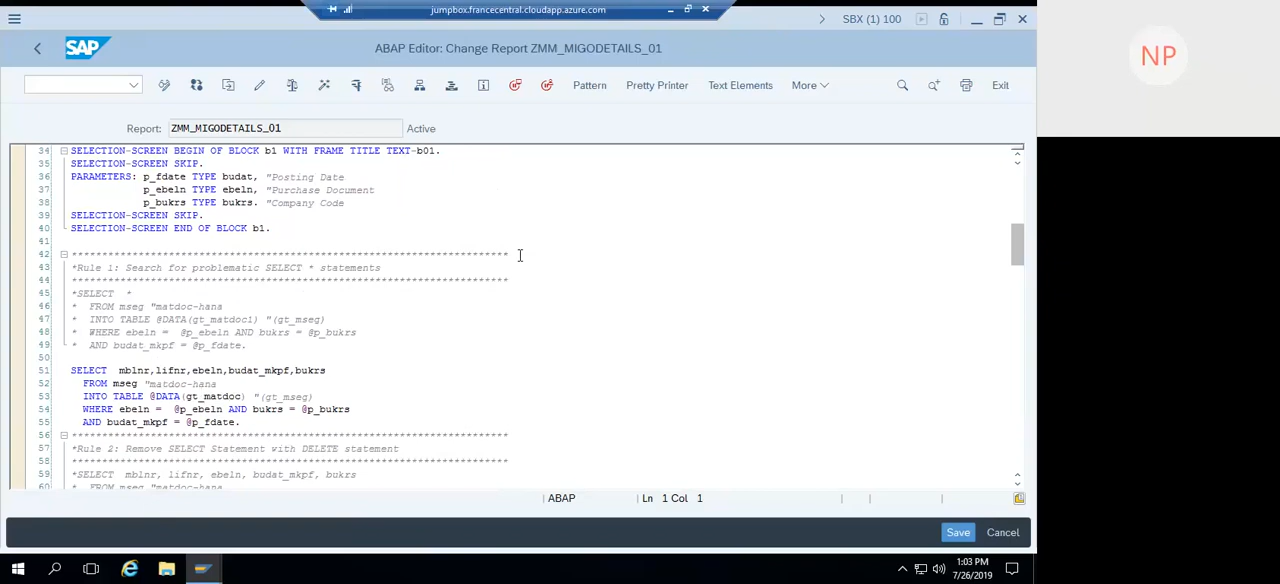 jumpbox.francecentral.cloudapp.azure.com
SBX (1) 100
SAP
ABAP Editor: Change Report ZMM_MIGODETAILS_01
NP
Pattern Pretty Printer Text Elements More Exit
Report: ZMM_MIGODETAILS_01 Active
34 SELECTION-SCREEN BEGIN OF BLOCK b1 WITH FRAME TITLE TEXT-b01.
35 SELECTION-SCREEN SKIP.
36 PARAMETERS: p_fdate TYPE budat, "Posting Date
37 p_ebeln TYPE ebeln, "Purchase Document
38 p_bukrs TYPE bukrs. "Company Code
39 SELECTION-SCREEN SKIP.
40 SELECTION-SCREEN END OF BLOCK b1.
41
42 ************************************************************************
43 *Rule 1: Search for problematic SELECT * statements
44 ************************************************************************
45 *SELECT *
46 * FROM mseg "matdoc-hana
47 * INTO TABLE @DATA(gt_matdoc1) "(gt_mseg)
48 * WHERE ebeln = @p_ebeln AND bukrs = @p_bukrs
49 * AND budat_mkpf = @p_fdate.
50
51 SELECT mblnr,lifnr,ebeln,budat_mkpf,bukrs
52 FROM mseg "matdoc-hana
53 INTO TABLE @DATA(gt_matdoc) "(gt_mseg)
54 WHERE ebeln = @p_ebeln AND bukrs = @p_bukrs
55 AND budat_mkpf = @p_fdate.
56 ************************************************************************
57 *Rule 2: Remove SELECT Statement with DELETE statement
58 ************************************************************************
59 *SELECT mblnr, lifnr, ebeln, budat_mkpf, bukrs
60 * FROM mseg "matdoc-hana
ABAP Ln 1 Col 1
Save Cancel
1:03 PM
7/26/2019